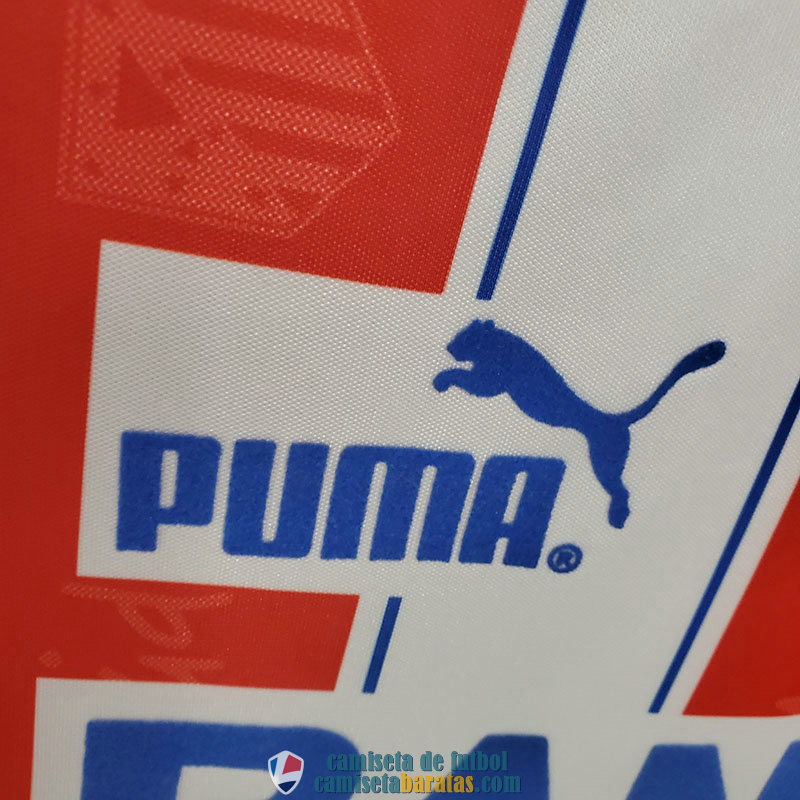 PUMA®
camiseta de futbol
camisetabaratas.com